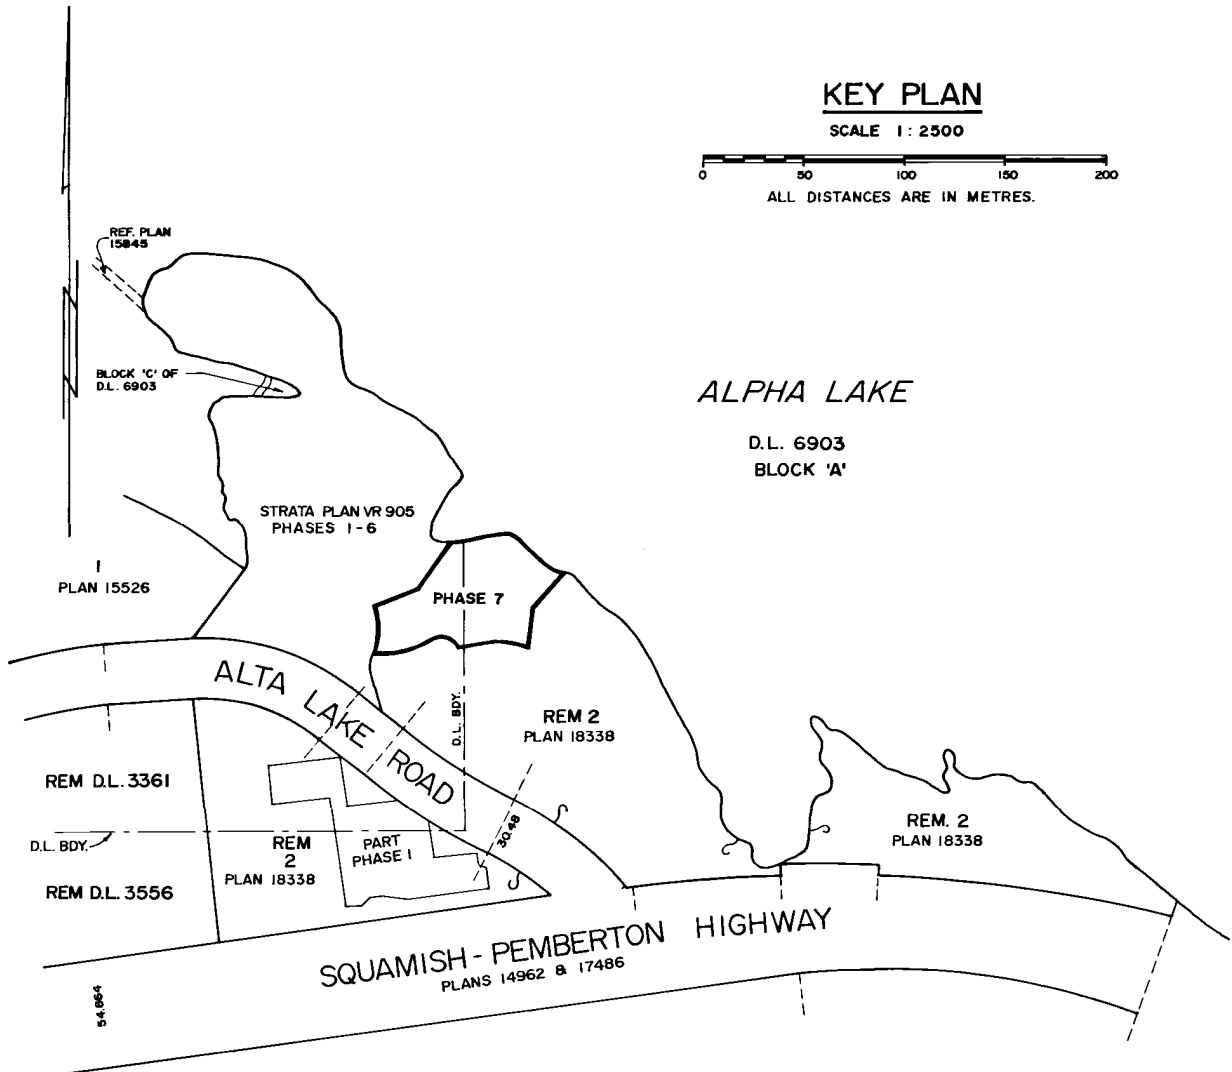 KEY PLAN
SCALE 1 : 2500
0 50 100 150 200
ALL DISTANCES ARE IN METRES.
REF. PLAN
15845
BLOCK 'C' OF
D.L. 6903
ALPHA LAKE
D.L. 6903
BLOCK 'A'
STRATA PLAN VR 905
PHASES 1-6
1
PLAN 15526
PHASE 7
ALTA LAKE ROAD
D.L. BDY.
REM 2
PLAN 18338
REM D.L. 3361
D.L. BDY.
REM
2
PLAN 18338
PART
PHASE 1
30.48
REM. 2
PLAN 18338
REM D.L. 3556
SQUAMISH-PEMBERTON HIGHWAY
PLANS 14962 & 17486
54.864